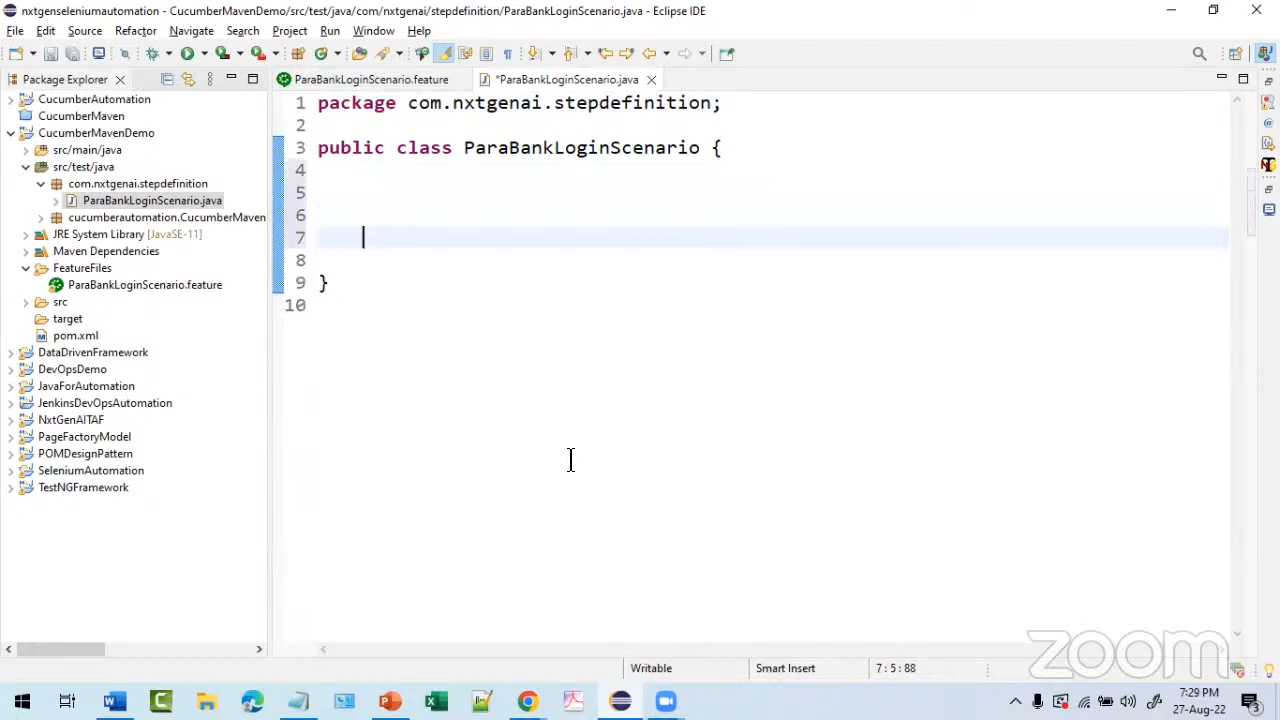 nxtgenseleniumautomation - CucumberMavenDemo/src/test/java/com/nxtgenai/stepdefinition/ParaBankLoginScenario.java - Eclipse IDE
File Edit Source Refactor Navigate Search Project Run Window Help
Package Explorer
ParaBankLoginScenario.feature
*ParaBankLoginScenario.java
CucumberAutomation
CucumberMaven
CucumberMavenDemo
src/main/java
src/test/java
com.nxtgenai.stepdefinition
ParaBankLoginScenario.java
cucumberautomation.CucumberMaven
JRE System Library [JavaSE-11]
Maven Dependencies
FeatureFiles
ParaBankLoginScenario.feature
src
target
pom.xml
DataDrivenFramework
DevOpsDemo
JavaForAutomation
JenkinsDevOpsAutomation
NxtGenAITAF
PageFactoryModel
POMDesignPattern
SeleniumAutomation
TestNGFramework
1 package com.nxtgenai.stepdefinition;
2
3 public class ParaBankLoginScenario {
4
5
6
7
8
9 }
10
Writable Smart Insert 7 : 5 : 88
zoom
7:29 PM
27-Aug-22
3